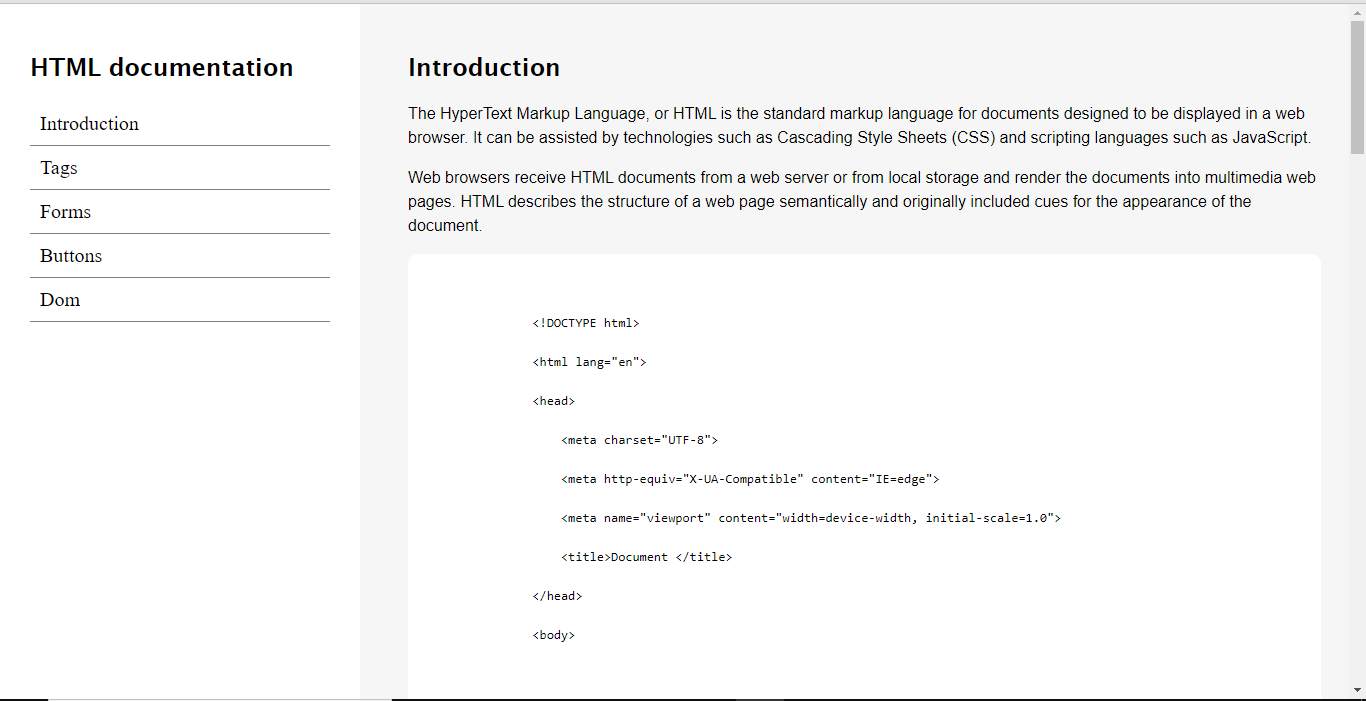 HTML documentation
Introduction
Tags
Forms
Buttons
Dom
Introduction
The HyperText Markup Language, or HTML is the standard markup language for documents designed to be displayed in a web
browser. It can be assisted by technologies such as Cascading Style Sheets (CSS) and scripting languages such as JavaScript.
Web browsers receive HTML documents from a web server or from local storage and render the documents into multimedia web
pages. HTML describes the structure of a web page semantically and originally included cues for the appearance of the
document.
<!DOCTYPE html>
<html lang="en">
<head>
<meta charset="UTF-8">
<meta http-equiv="X-UA-Compatible" content="IE=edge">
<meta name="viewport" content="width=device-width, initial-scale=1.0">
<title>Document </title>
</head>
<body>